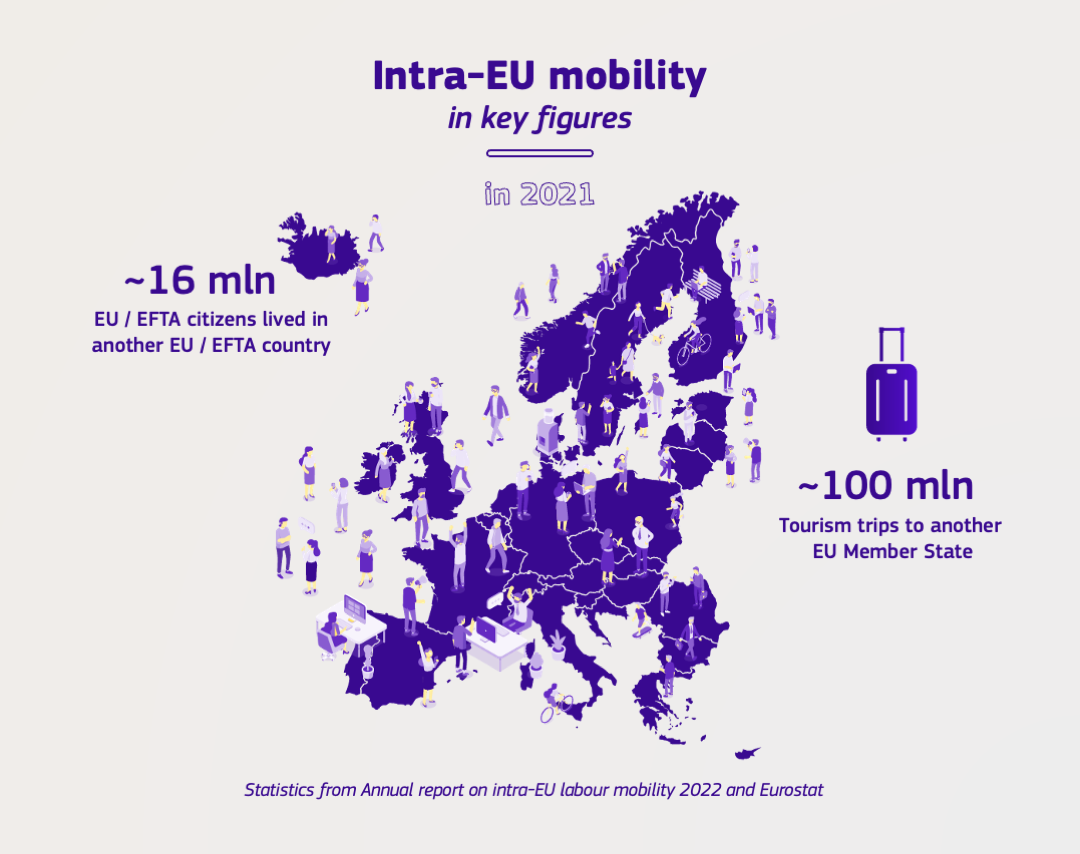 Intra-EU mobility
in key figures
in 2021
~16 mln
EU / EFTA citizens lived in
another EU / EFTA country
~100 mln
Tourism trips to another
EU Member State
Statistics from Annual report on intra-EU labour mobility 2022 and Eurostat